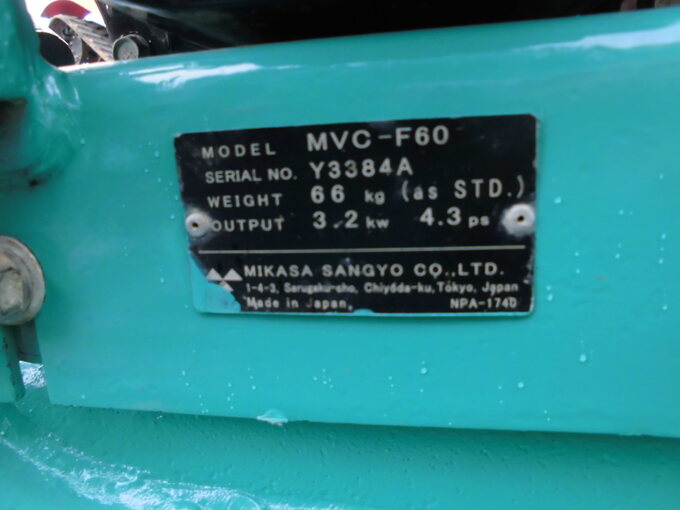 MODEL MVC-F60
SERIAL NO. Y3384A
WEIGHT 66 kg (as STD.)
OUTPUT 3.2 kw 4.3 ps
MIKASA SANGYO CO.,LTD.
1-4-3, Sarugaku-cho, Chiyoda-ku, Tokyo, Japan
Made in Japan. NPA-1740